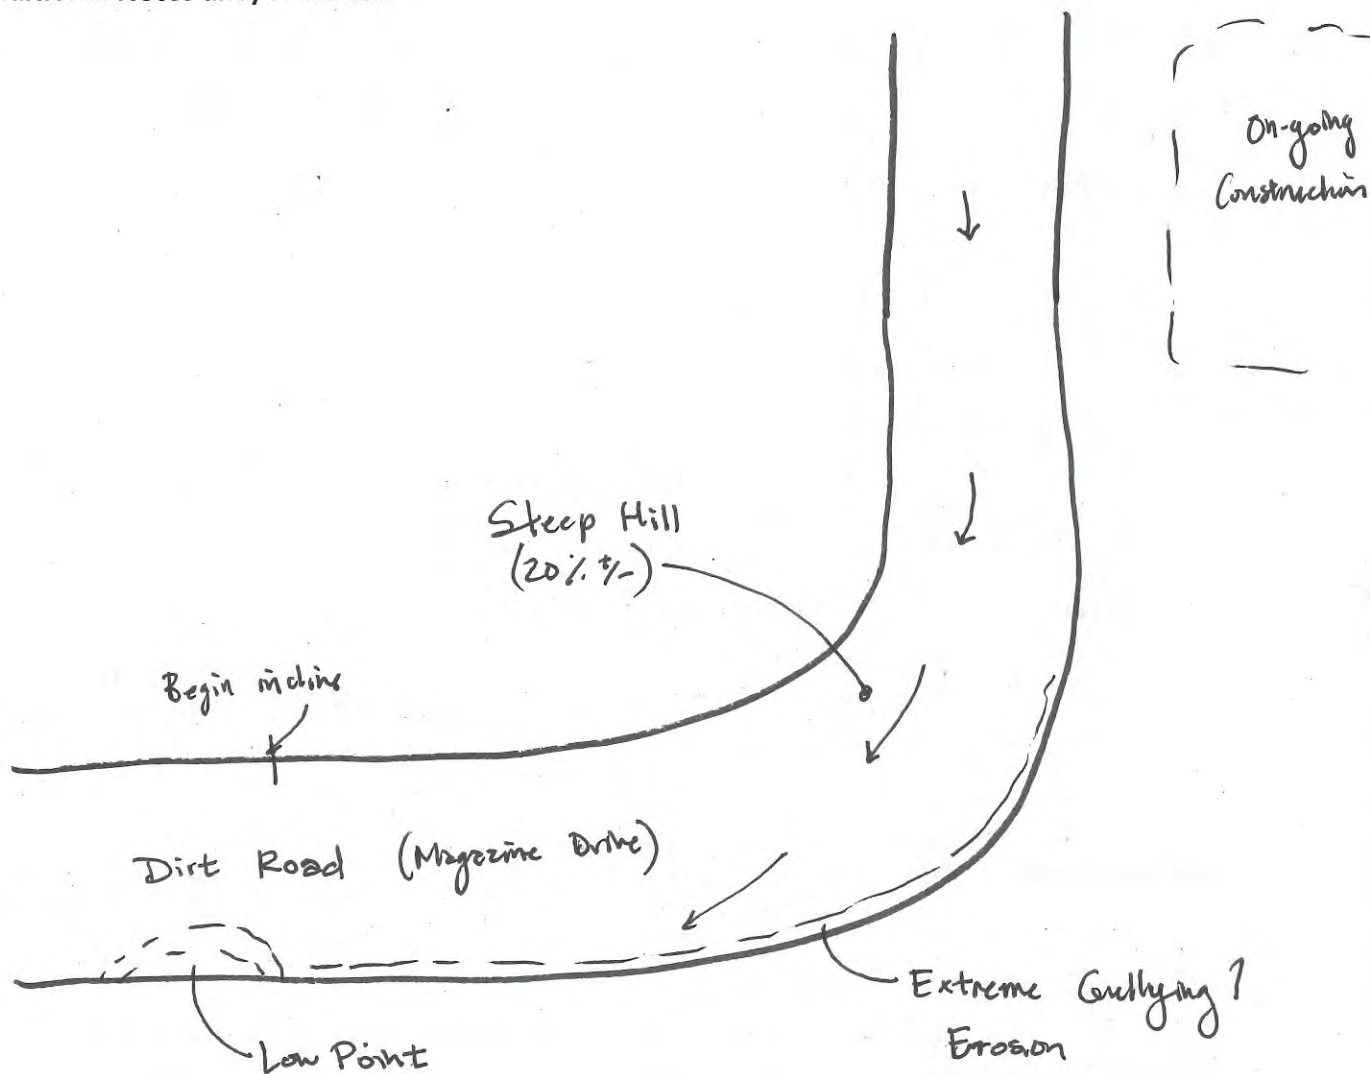 On-going
Construction
Steep Hill
(20% +/-)
Begin incline
Dirt Road (Magazine Drive)
Extreme Gullying &
Erosion
Low Point